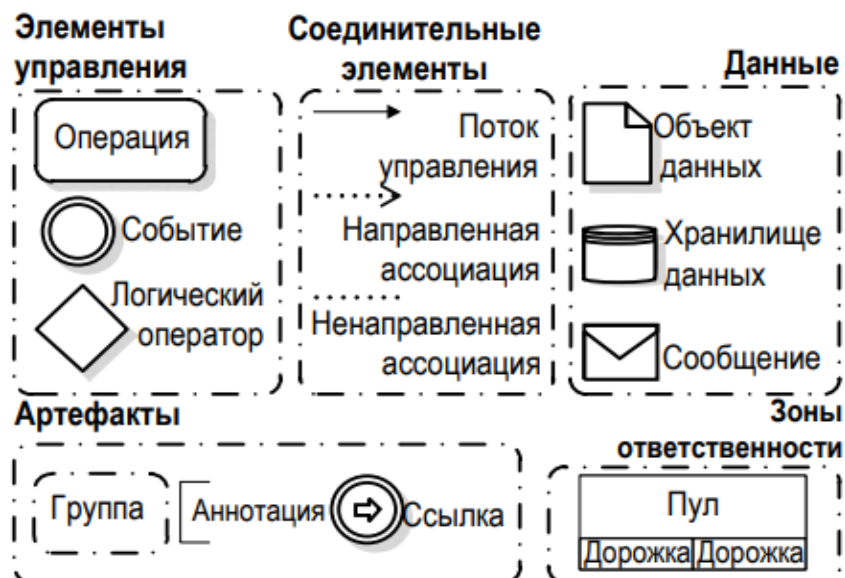 Элементы
управления
Операция
Событие
Логический
оператор
Соединительные
элементы
Поток
управления
Направленная
ассоциация
Ненаправленная
ассоциация
Данные
Объект
данных
Хранилище
данных
Сообщение
Артефакты
Группа
Аннотация
Ссылка
Зоны
ответственности
Пул
Дорожка Дорожка